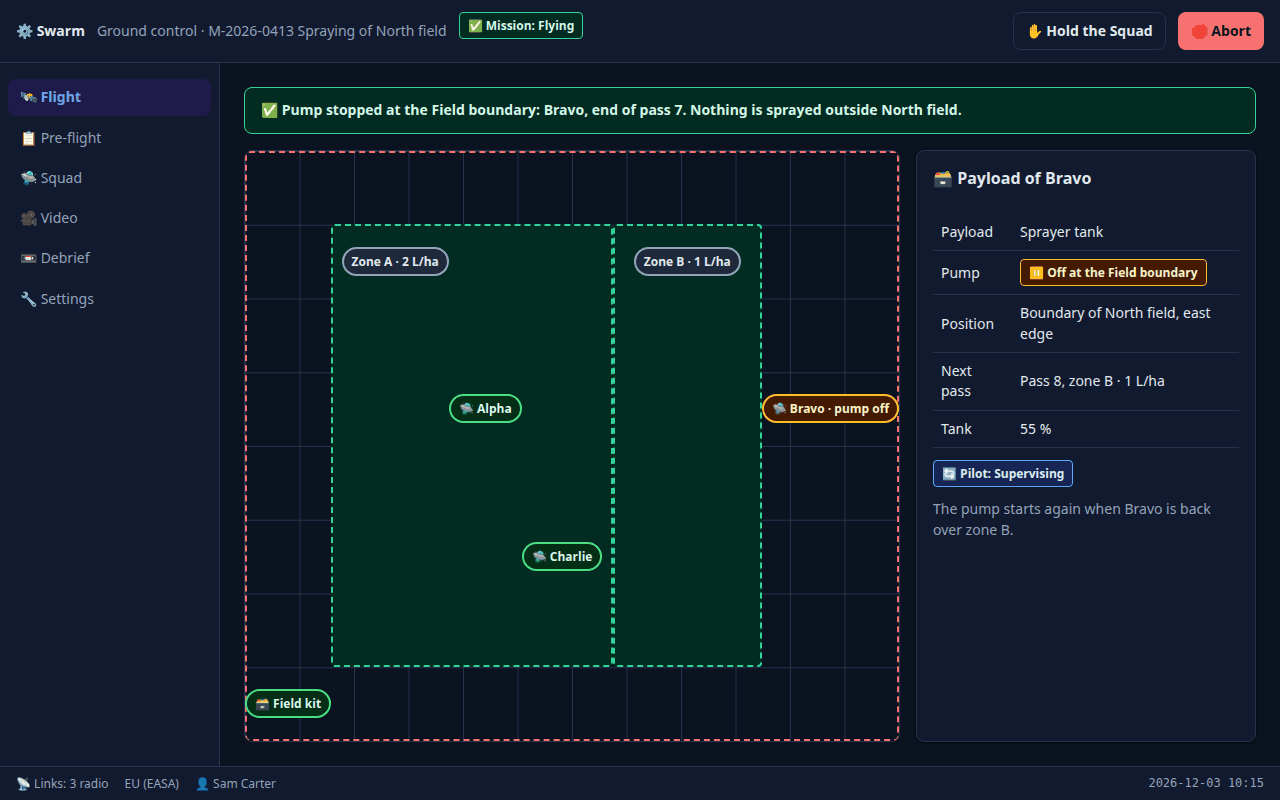 Swarm
Ground control · M-2026-0413 Spraying of North field
Mission: Flying
Hold the Squad
Abort
Flight
Pre-flight
Squad
Video
Debrief
Settings
Pump stopped at the Field boundary: Bravo, end of pass 7. Nothing is sprayed outside North field.
Zone A · 2 L/ha
Zone B · 1 L/ha
Alpha
Bravo · pump off
Charlie
Field kit
Payload of Bravo
Payload Sprayer tank
Pump Off at the Field boundary
Position Boundary of North field, east
edge
Next
pass Pass 8, zone B · 1 L/ha
Tank 55 %
Pilot: Supervising
The pump starts again when Bravo is back
over zone B.
Links: 3 radio EU (EASA) Sam Carter
2026-12-03 10:15